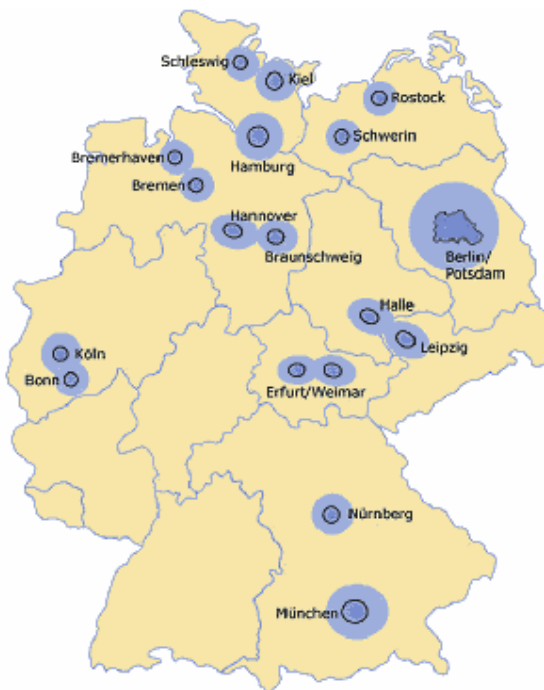 Schleswig
Kiel
Rostock
Schwerin
Hamburg
Bremerhaven
Bremen
Hannover
Braunschweig
Berlin/
Potsdam
Halle
Leipzig
Köln
Bonn
Erfurt/Weimar
Nürnberg
München